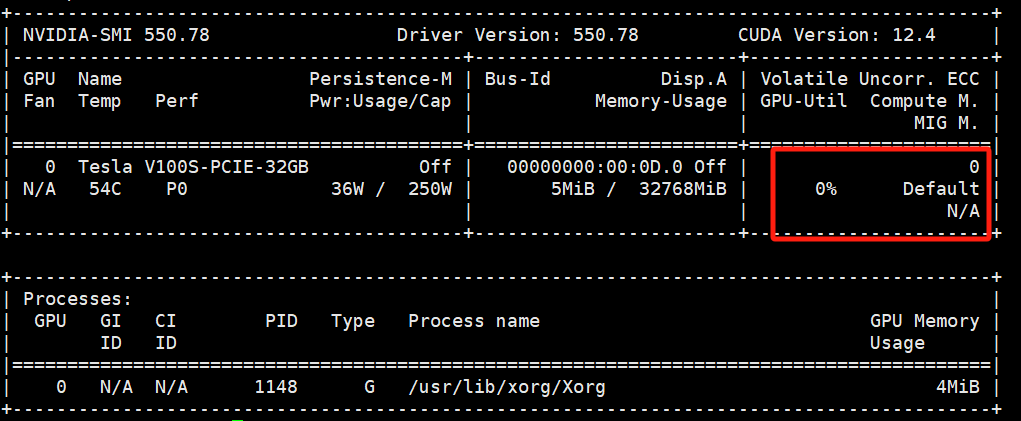 NVIDIA-SMI 550.78 Driver Version: 550.78 CUDA Version: 12.4
GPU Name Persistence-M | Bus-Id Disp.A | Volatile Uncorr. ECC
Fan Temp Perf Pwr:Usage/Cap | Memory-Usage | GPU-Util Compute M.
MIG M.
0 Tesla V100S-PCIE-32GB Off | 00000000:00:0D.0 Off | 0
N/A 54C P0 36W / 250W | 5MiB / 32768MiB | 0% Default
N/A
Processes:
GPU GI CI PID Type Process name GPU Memory
ID ID Usage
0 N/A N/A 1148 G /usr/lib/xorg/Xorg 4MiB